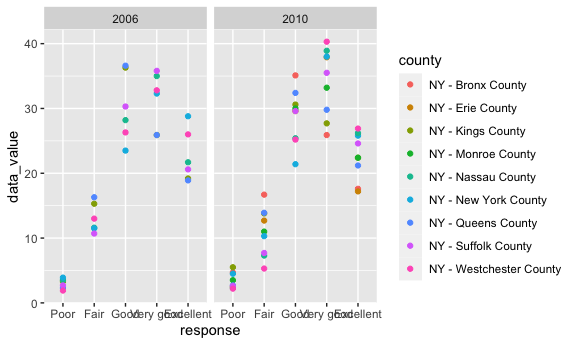 2006 2010
data_value
40
30
20
10
0
Poor Fair Good Very good Excellent Poor Fair Good Very good Excellent
response
county
NY - Bronx County
NY - Erie County
NY - Kings County
NY - Monroe County
NY - Nassau County
NY - New York County
NY - Queens County
NY - Suffolk County
NY - Westchester County